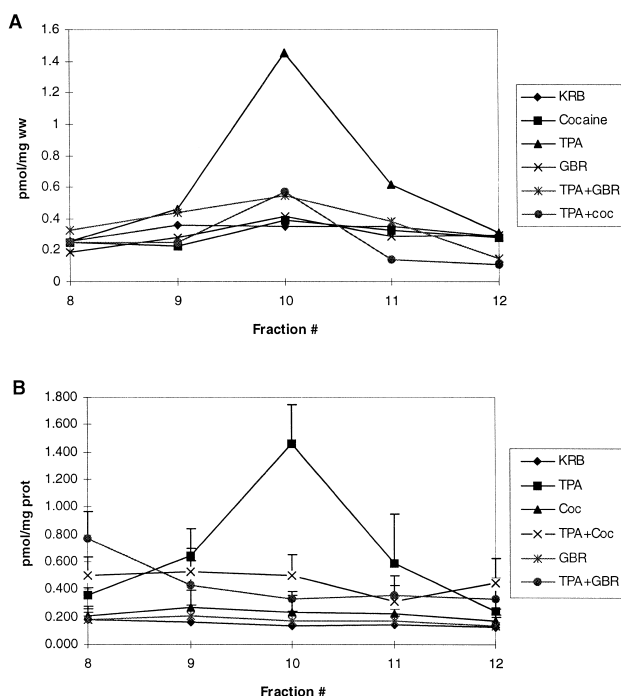 A
1.6
1.4
1.2
1
0.8
0.6
0.4
0.2
0
pmol/mg ww
8 9 10 11 12
Fraction #
KRB
Cocaine
TPA
GBR
TPA+GBR
TPA+coc
B
1.800
1.600
1.400
1.200
1.000
0.800
0.600
0.400
0.200
0.000
pmol/mg prot
8 9 10 11 12
Fraction #
KRB
TPA
Coc
TPA+Coc
GBR
TPA+GBR